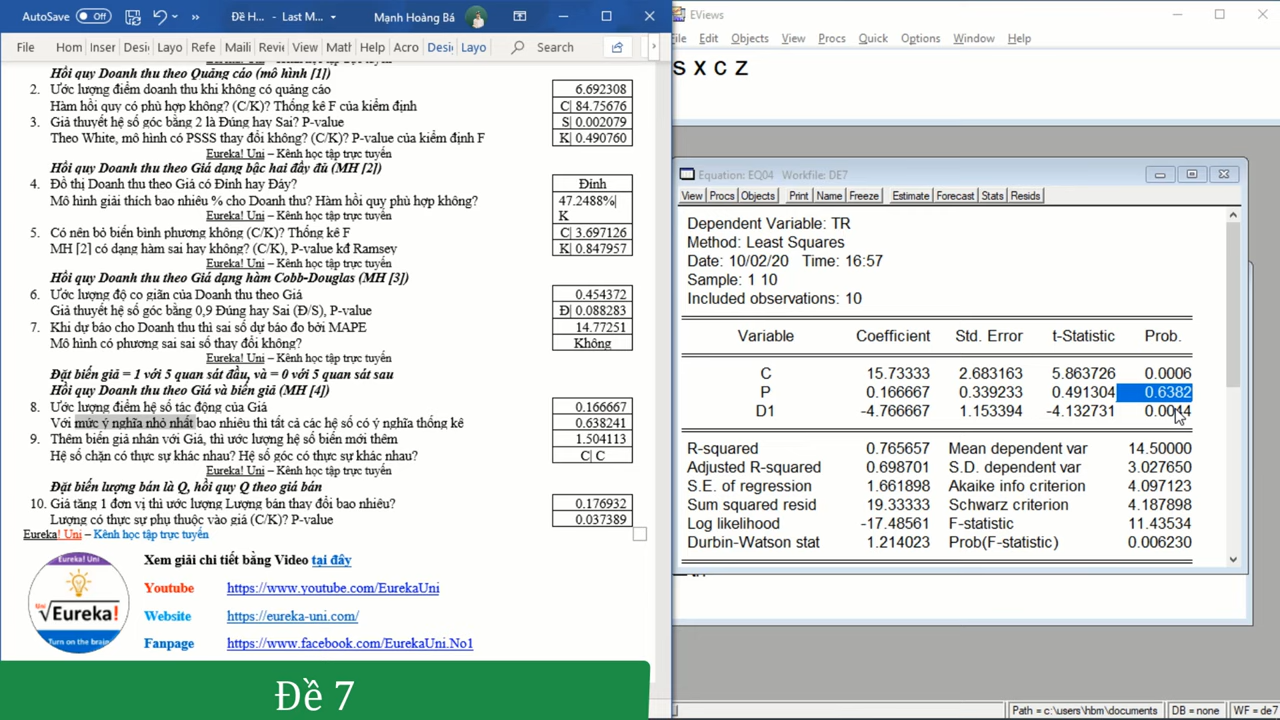 AutoSave Off Đề H... - Last M... Mạnh Hoàng Bá
File Hom Inser Desi Layo Refe Maili Revi View Math Help Acro Desi Layo Search
Eureka! Uni – Kênh học tập trực tuyến
Hồi quy Doanh thu theo Quảng cáo (mô hình [1])
2. Ước lượng điểm doanh thu khi không có quảng cáo 6.692308
Hàm hồi quy có phù hợp không? (C/K)? Thống kê F của kiểm định C| 84.75676
3. Giả thuyết hệ số góc bằng 2 là Đúng hay Sai? P-value S| 0.002079
Theo White, mô hình có PSSS thay đổi không? (C/K)? P-value của kiểm định F K| 0.490760
Eureka! Uni – Kênh học tập trực tuyến
Hồi quy Doanh thu theo Giá dạng bậc hai đầy đủ (MH [2])
4. Đồ thị Doanh thu theo Giá có Đỉnh hay Đáy? Đỉnh
Mô hình giải thích bao nhiêu % cho Doanh thu? Hàm hồi quy phù hợp không? 47.2488%|
K
Eureka! Uni – Kênh học tập trực tuyến
5. Có nên bỏ biến bình phương không? (C/K)? Thống kê F C| 3.697126
MH [2] có dạng hàm sai hay không? (C/K), P-value kđ Ramsey K| 0.847957
Eureka! Uni – Kênh học tập trực tuyến
Hồi quy Doanh thu theo Giá dạng hàm Cobb-Douglas (MH [3])
6. Ước lượng độ co giãn của Doanh thu theo Giá 0.454372
Giả thuyết hệ số góc bằng 0,9 Đúng hay Sai (Đ/S), P-value Đ| 0.088283
7. Khi dự báo cho Doanh thu thì sai số dự báo đo bởi MAPE 14.77251
Mô hình có phương sai sai số thay đổi không? Không
Eureka! Uni – Kênh học tập trực tuyến
Đặt biến giả = 1 với 5 quan sát đầu, và = 0 với 5 quan sát sau
Hồi quy Doanh thu theo Giá và biến giả (MH [4])
8. Ước lượng điểm hệ số tác động của Giá 0.166667
Với mức ý nghĩa nhỏ nhất bao nhiêu thì tất cả các hệ số có ý nghĩa thống kê 0.638241
9. Thêm biến giả nhân với Giá, thì ước lượng hệ số biến mới thêm 1.504113
Hệ số chặn có thực sự khác nhau? Hệ số góc có thực sự khác nhau? C| C
Eureka! Uni – Kênh học tập trực tuyến
Đặt biến lượng bán là Q, hồi quy Q theo giá bán
10. Giá tăng 1 đơn vị thì ước lượng Lượng bán thay đổi bao nhiêu? 0.176932
Lượng có thực sự phụ thuộc vào giá (C/K)? P-value 0.037389
Eureka! Uni – Kênh học tập trực tuyến
Eureka! Uni
Uni √Eureka!
Turn on the brain
Xem giải chi tiết bằng Video tại đây
Youtube https://www.youtube.com/EurekaUni
Website https://eureka-uni.com/
Fanpage https://www.facebook.com/EurekaUni.No1
Đề 7
EViews
File Edit Objects View Procs Quick Options Window Help
S X C Z
Equation: EQ04 Workfile: DE7
View Procs Objects Print Name Freeze Estimate Forecast Stats Resids
Dependent Variable: TR
Method: Least Squares
Date: 10/02/20 Time: 16:57
Sample: 1 10
Included observations: 10
Variable Coefficient Std. Error t-Statistic Prob.
C 15.73333 2.683163 5.863726 0.0006
P 0.166667 0.339233 0.491304 0.6382
D1 -4.766667 1.153394 -4.132731 0.0044
R-squared 0.765657 Mean dependent var 14.50000
Adjusted R-squared 0.698701 S.D. dependent var 3.027650
S.E. of regression 1.661898 Akaike info criterion 4.097123
Sum squared resid 19.33333 Schwarz criterion 4.187898
Log likelihood -17.48561 F-statistic 11.43534
Durbin-Watson stat 1.214023 Prob(F-statistic) 0.006230
Path = c:\users\hbm\documents DB = none WF = de7